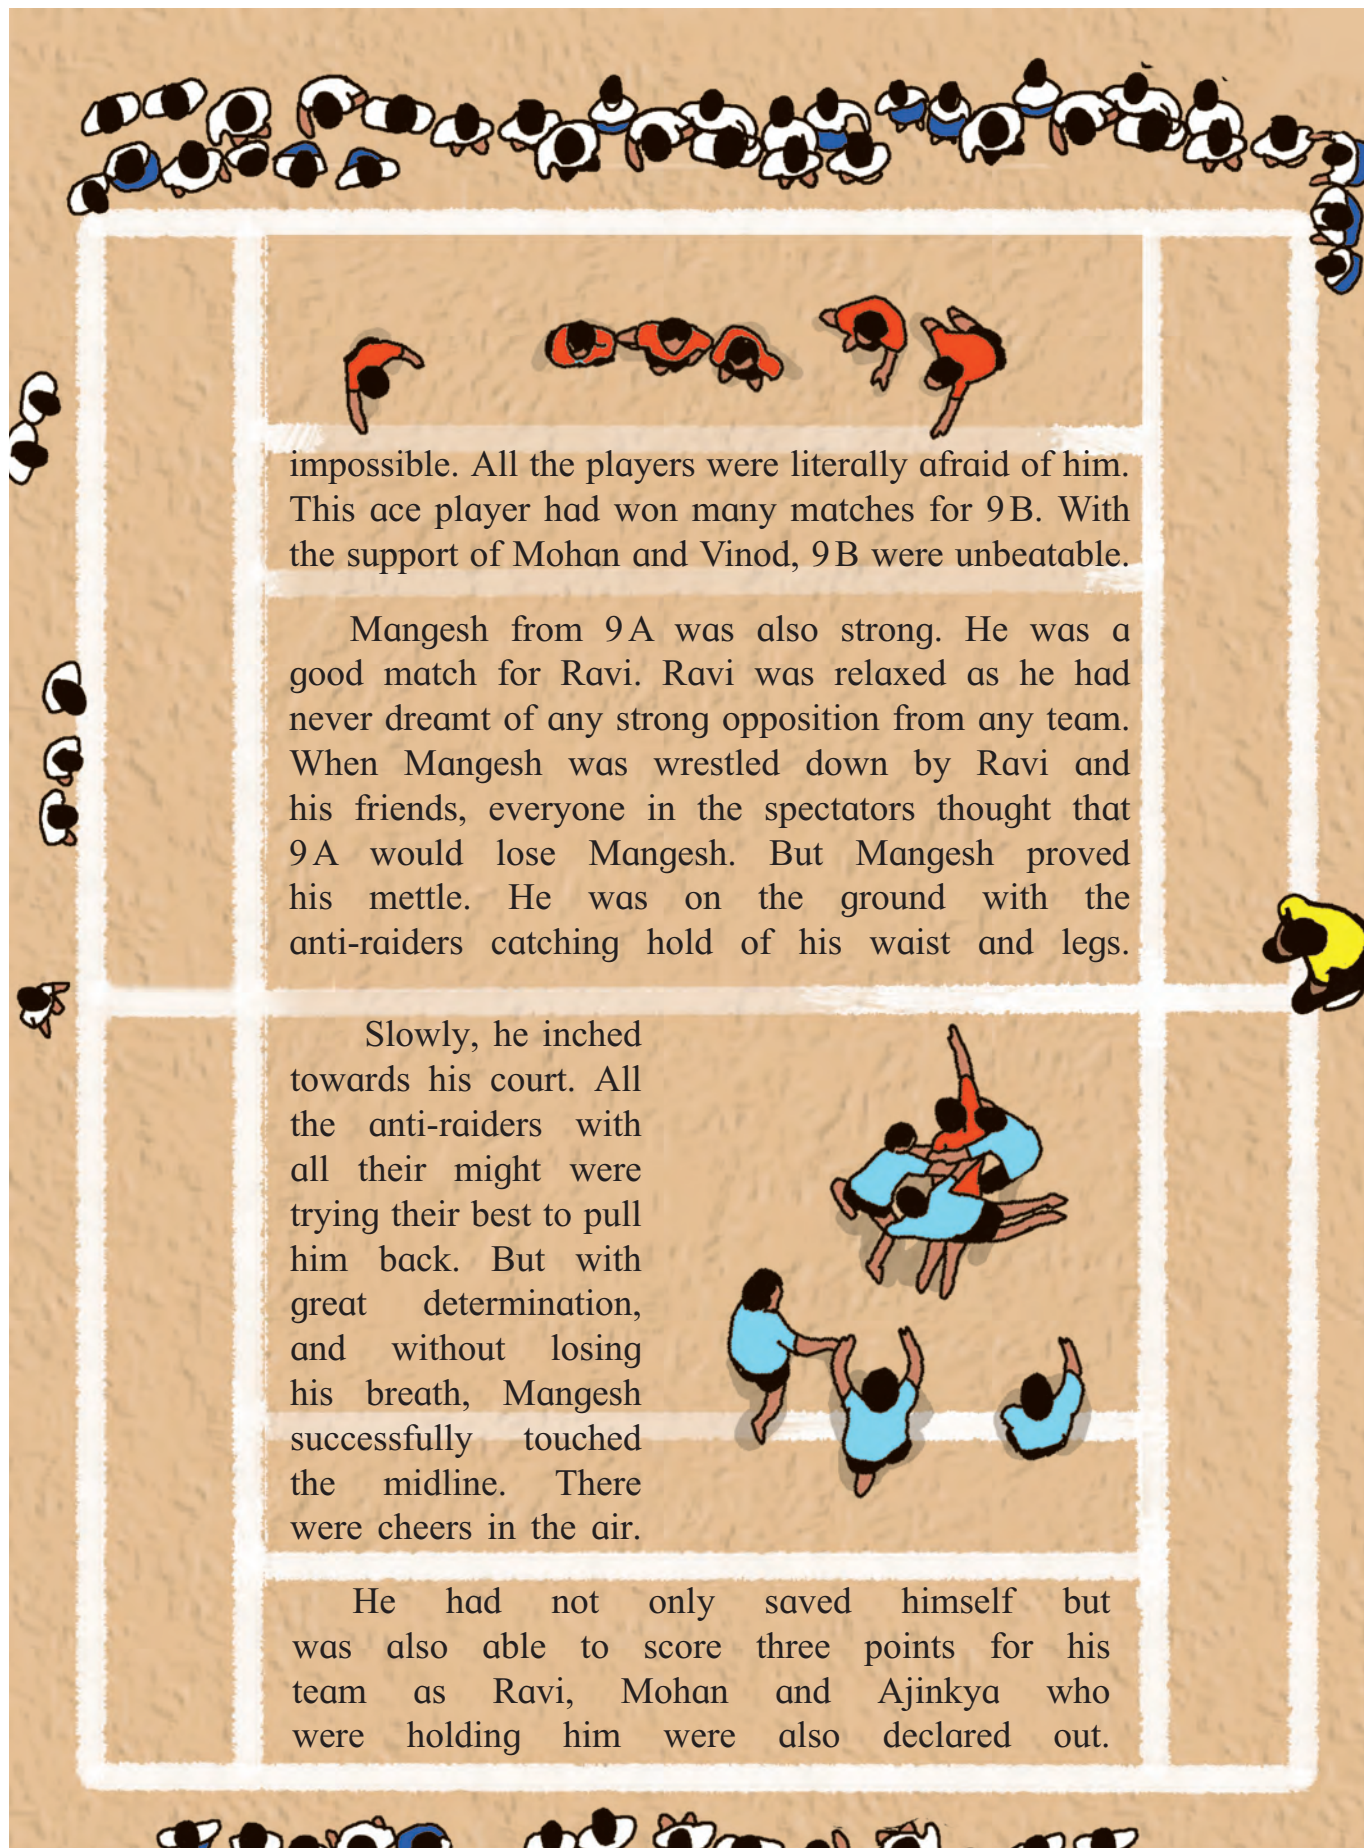 impossible. All the players were literally afraid of him.
This ace player had won many matches for 9 B. With
the support of Mohan and Vinod, 9 B were unbeatable.
Mangesh from 9 A was also strong. He was a
good match for Ravi. Ravi was relaxed as he had
never dreamt of any strong opposition from any team.
When Mangesh was wrestled down by Ravi and
his friends, everyone in the spectators thought that
9 A would lose Mangesh. But Mangesh proved
his mettle. He was on the ground with the
anti-raiders catching hold of his waist and legs.
Slowly, he inched
towards his court. All
the anti-raiders with
all their might were
trying their best to pull
him back. But with
great determination,
and without losing
his breath, Mangesh
successfully touched
the midline. There
were cheers in the air.
He had not only saved himself but
was also able to score three points for his
team as Ravi, Mohan and Ajinkya who
were holding him were also declared out.